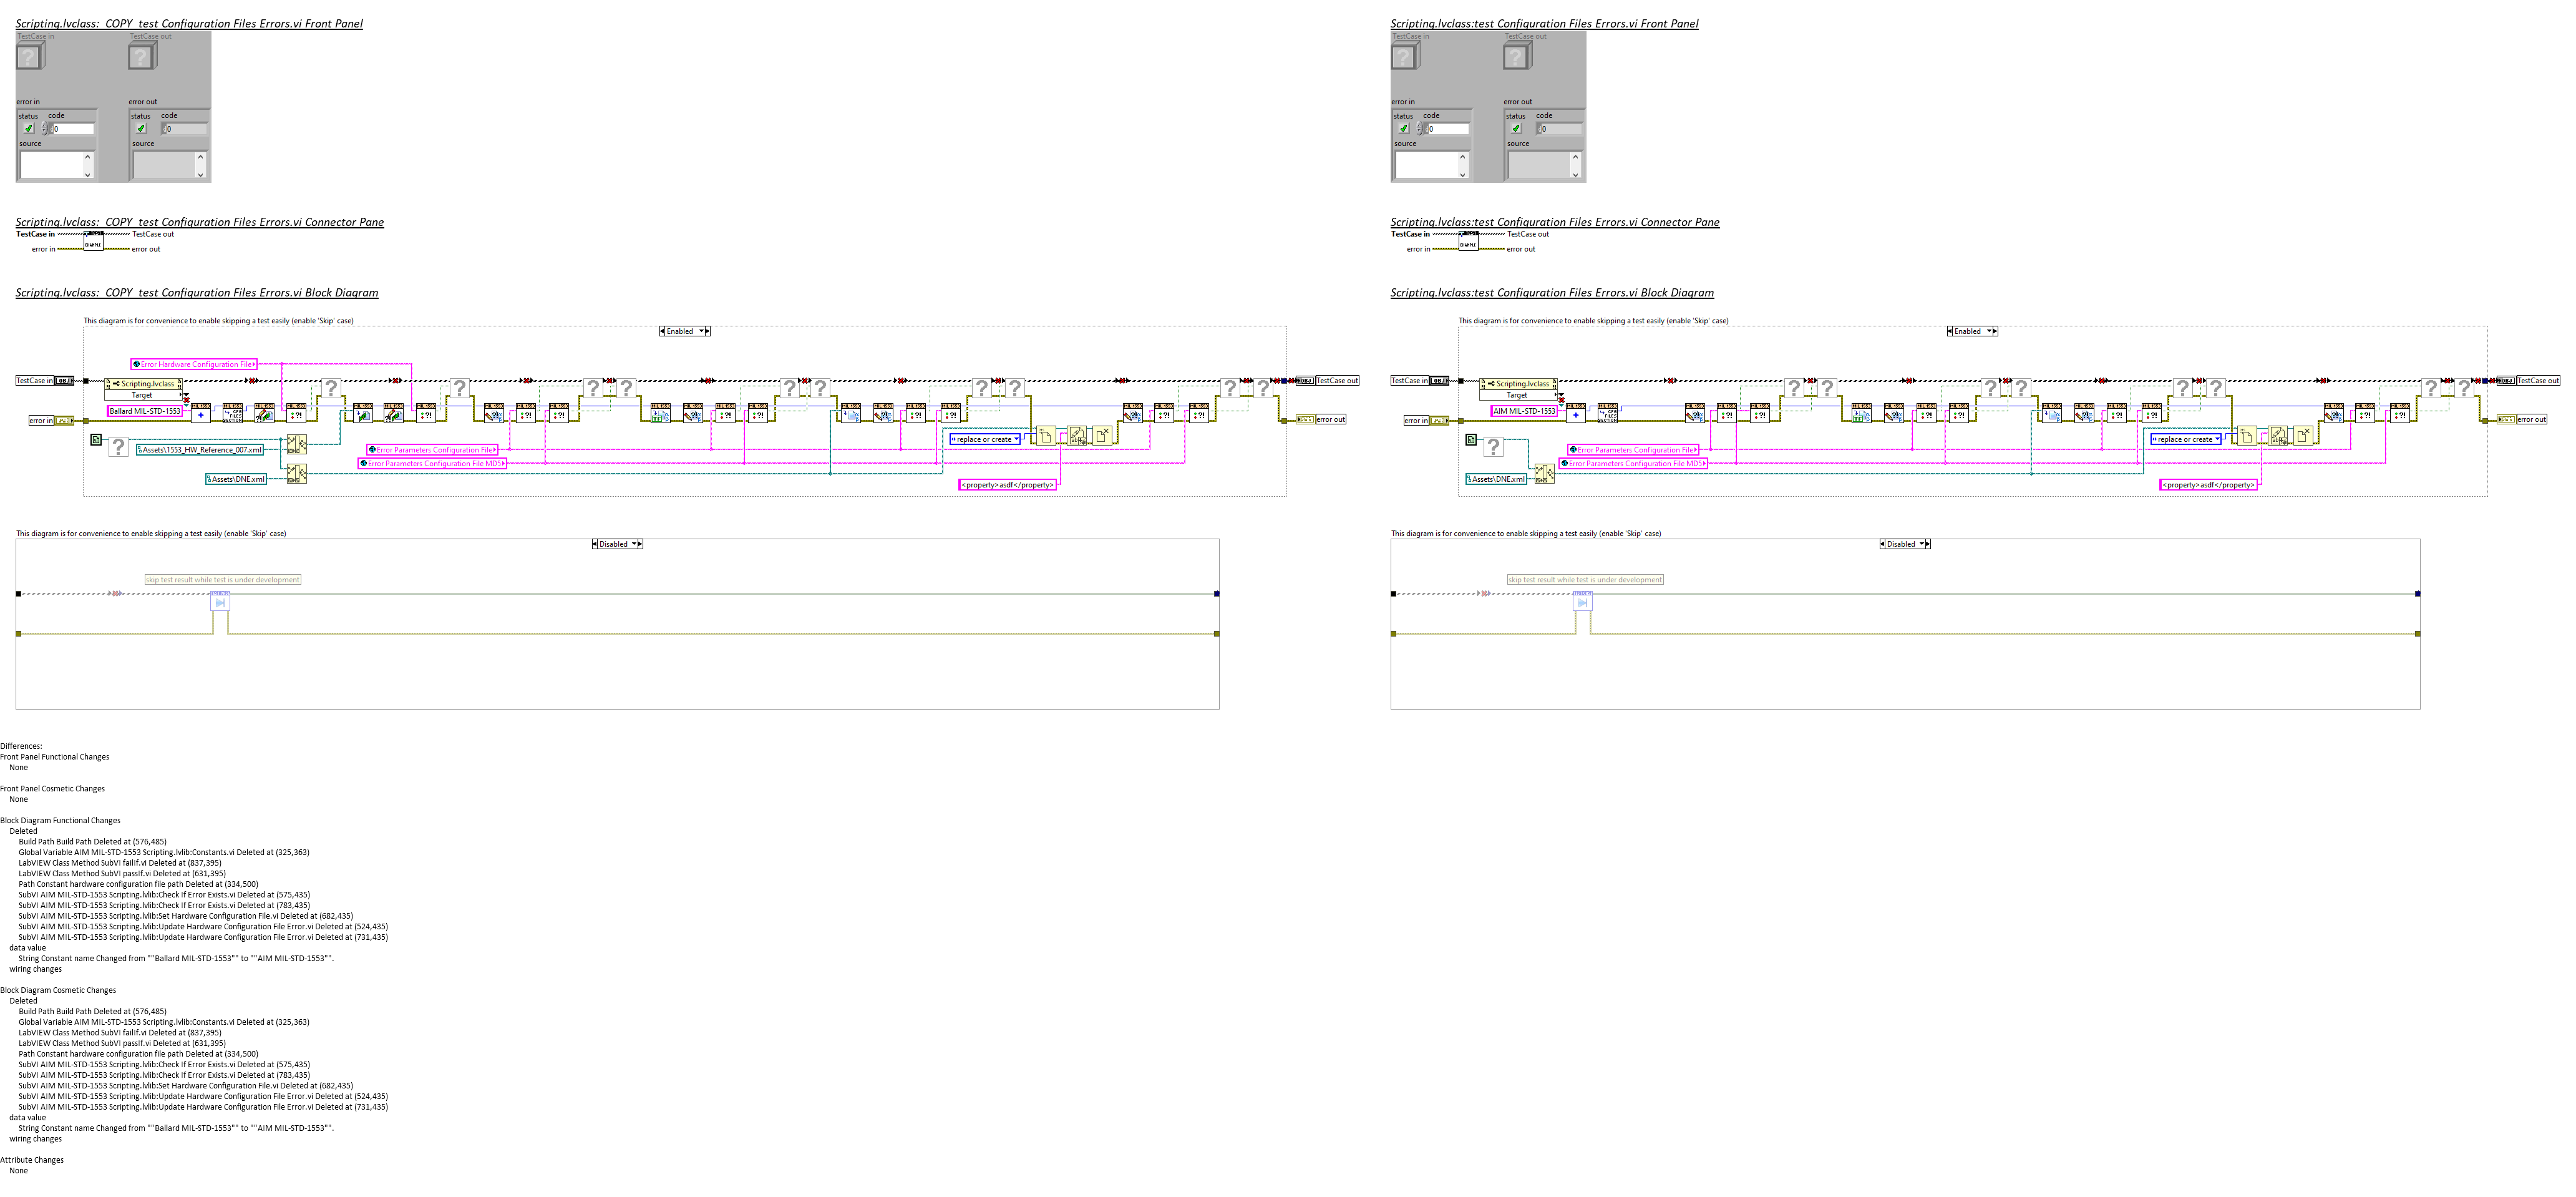 Scripting.lvclass:_COPY_test Configuration Files Errors.vi Front Panel
TestCase in
TestCase out
error in
error out
status
code
status
code
0
0
source
source
Scripting.lvclass:_COPY_test Configuration Files Errors.vi Connector Pane
TestCase in
TestCase out
error in
error out
Scripting.lvclass:_COPY_test Configuration Files Errors.vi Block Diagram
This diagram is for convenience to enable skipping a test easily (enable 'Skip' case)
Enabled
Error Hardware Configuration File
TestCase in
Scripting.lvclass
Target
TestCase out
Ballard MIL-STD-1553
error in
error out
Assets\1553_HW_Reference_007.xml
Error Parameters Configuration File
replace or create
Error Parameters Configuration File MD5
Assets\DNE.xml
<property>asdf</property>
This diagram is for convenience to enable skipping a test easily (enable 'Skip' case)
Disabled
skip test result while test is under development
Scripting.lvclass:test Configuration Files Errors.vi Front Panel
TestCase in
TestCase out
error in
error out
status
code
status
code
0
0
source
source
Scripting.lvclass:test Configuration Files Errors.vi Connector Pane
TestCase in
TestCase out
error in
error out
Scripting.lvclass:test Configuration Files Errors.vi Block Diagram
This diagram is for convenience to enable skipping a test easily (enable 'Skip' case)
Enabled
TestCase in
Scripting.lvclass
Target
TestCase out
AIM MIL-STD-1553
error in
error out
Error Parameters Configuration File
replace or create
Error Parameters Configuration File MD5
Assets\DNE.xml
<property>asdf</property>
This diagram is for convenience to enable skipping a test easily (enable 'Skip' case)
Disabled
skip test result while test is under development
Differences:
Front Panel Functional Changes
None
Front Panel Cosmetic Changes
None
Block Diagram Functional Changes
Deleted
Build Path Build Path Deleted at (576,485)
Global Variable AIM MIL-STD-1553 Scripting.lvlib:Constants.vi Deleted at (325,363)
LabVIEW Class Method SubVI failIf.vi Deleted at (837,395)
LabVIEW Class Method SubVI passIf.vi Deleted at (631,395)
Path Constant hardware configuration file path Deleted at (334,500)
SubVI AIM MIL-STD-1553 Scripting.lvlib:Check If Error Exists.vi Deleted at (575,435)
SubVI AIM MIL-STD-1553 Scripting.lvlib:Check If Error Exists.vi Deleted at (783,435)
SubVI AIM MIL-STD-1553 Scripting.lvlib:Set Hardware Configuration File.vi Deleted at (682,435)
SubVI AIM MIL-STD-1553 Scripting.lvlib:Update Hardware Configuration File Error.vi Deleted at (524,435)
SubVI AIM MIL-STD-1553 Scripting.lvlib:Update Hardware Configuration File Error.vi Deleted at (731,435)
data value
String Constant name Changed from ""Ballard MIL-STD-1553"" to ""AIM MIL-STD-1553"".
wiring changes
Block Diagram Cosmetic Changes
Deleted
Build Path Build Path Deleted at (576,485)
Global Variable AIM MIL-STD-1553 Scripting.lvlib:Constants.vi Deleted at (325,363)
LabVIEW Class Method SubVI failIf.vi Deleted at (837,395)
LabVIEW Class Method SubVI passIf.vi Deleted at (631,395)
Path Constant hardware configuration file path Deleted at (334,500)
SubVI AIM MIL-STD-1553 Scripting.lvlib:Check If Error Exists.vi Deleted at (575,435)
SubVI AIM MIL-STD-1553 Scripting.lvlib:Check If Error Exists.vi Deleted at (783,435)
SubVI AIM MIL-STD-1553 Scripting.lvlib:Set Hardware Configuration File.vi Deleted at (682,435)
SubVI AIM MIL-STD-1553 Scripting.lvlib:Update Hardware Configuration File Error.vi Deleted at (524,435)
SubVI AIM MIL-STD-1553 Scripting.lvlib:Update Hardware Configuration File Error.vi Deleted at (731,435)
data value
String Constant name Changed from ""Ballard MIL-STD-1553"" to ""AIM MIL-STD-1553"".
wiring changes
Attribute Changes
None